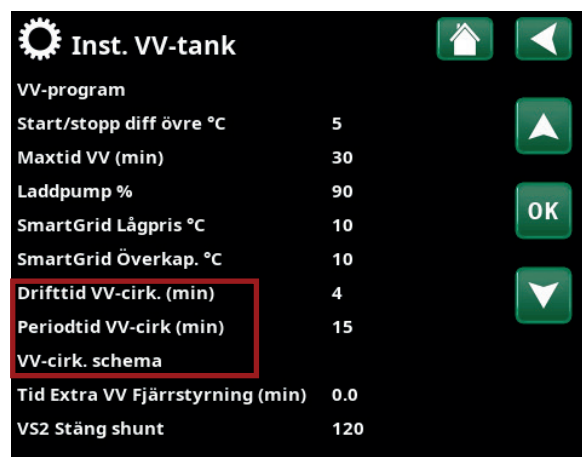 Inst. VV-tank
VV-program
Start/stopp diff övre °C 5
Maxtid VV (min) 30
Laddpump % 90
SmartGrid Lågpris °C 10
SmartGrid Överkap. °C 10
OK
Drifttid VV-cirk. (min) 4
Periodtid VV-cirk (min) 15
VV-cirk. schema
Tid Extra VV Fjärrstyrning (min) 0.0
VS2 Stäng shunt 120